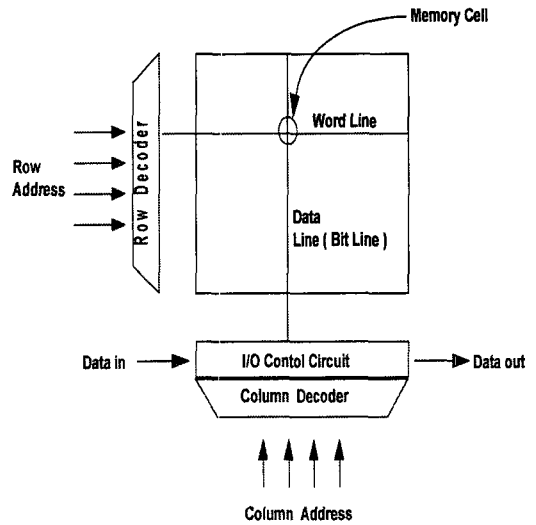 Memory Cell
Word Line
Row Decoder
Row
Address
Data
Line ( Bit Line )
Data in
I/O Contol Circuit
Data out
Column Decoder
Column Address